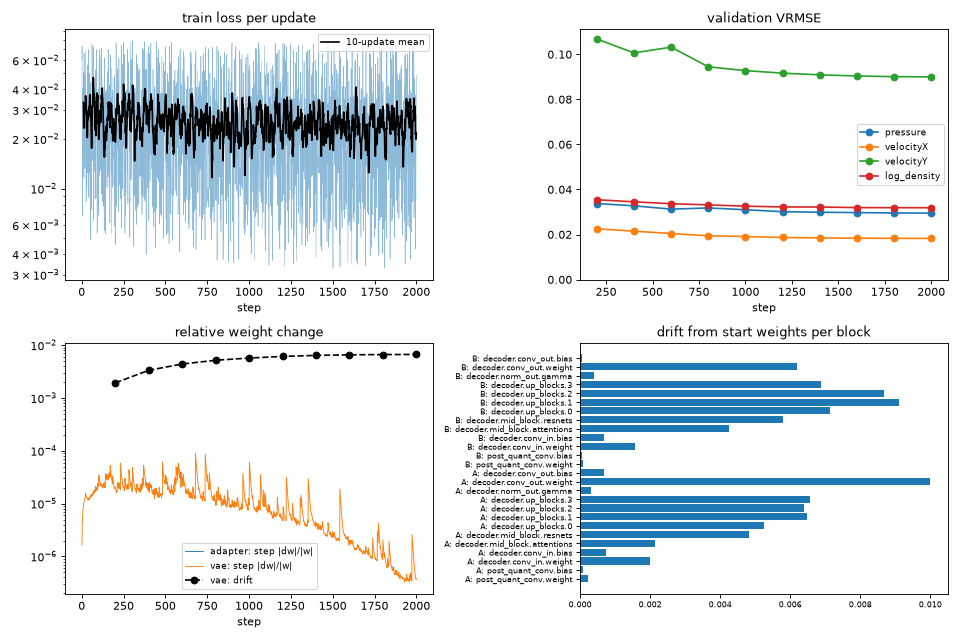 train loss per update
10-update mean
6 × 10⁻²
4 × 10⁻²
3 × 10⁻²
2 × 10⁻²
10⁻²
6 × 10⁻³
4 × 10⁻³
3 × 10⁻³
0 250 500 750 1000 1250 1500 1750 2000
step
validation VRMSE
0.10
0.08
0.06
0.04
0.02
0.00
pressure
velocityX
velocityY
log_density
250 500 750 1000 1250 1500 1750 2000
step
relative weight change
10⁻²
10⁻³
10⁻⁴
10⁻⁵
10⁻⁶
adapter: step |dw|/|w|
vae: step |dw|/|w|
vae: drift
0 250 500 750 1000 1250 1500 1750 2000
step
drift from start weights per block
B: decoder.conv_out.bias
B: decoder.conv_out.weight
B: decoder.norm_out.gamma
B: decoder.up_blocks.3
B: decoder.up_blocks.2
B: decoder.up_blocks.1
B: decoder.up_blocks.0
B: decoder.mid_block.resnets
B: decoder.mid_block.attentions
B: decoder.conv_in.bias
B: decoder.conv_in.weight
B: post_quant_conv.bias
B: post_quant_conv.weight
A: decoder.conv_out.bias
A: decoder.conv_out.weight
A: decoder.norm_out.gamma
A: decoder.up_blocks.3
A: decoder.up_blocks.2
A: decoder.up_blocks.1
A: decoder.up_blocks.0
A: decoder.mid_block.resnets
A: decoder.mid_block.attentions
A: decoder.conv_in.bias
A: decoder.conv_in.weight
A: post_quant_conv.bias
A: post_quant_conv.weight
0.000 0.002 0.004 0.006 0.008 0.010